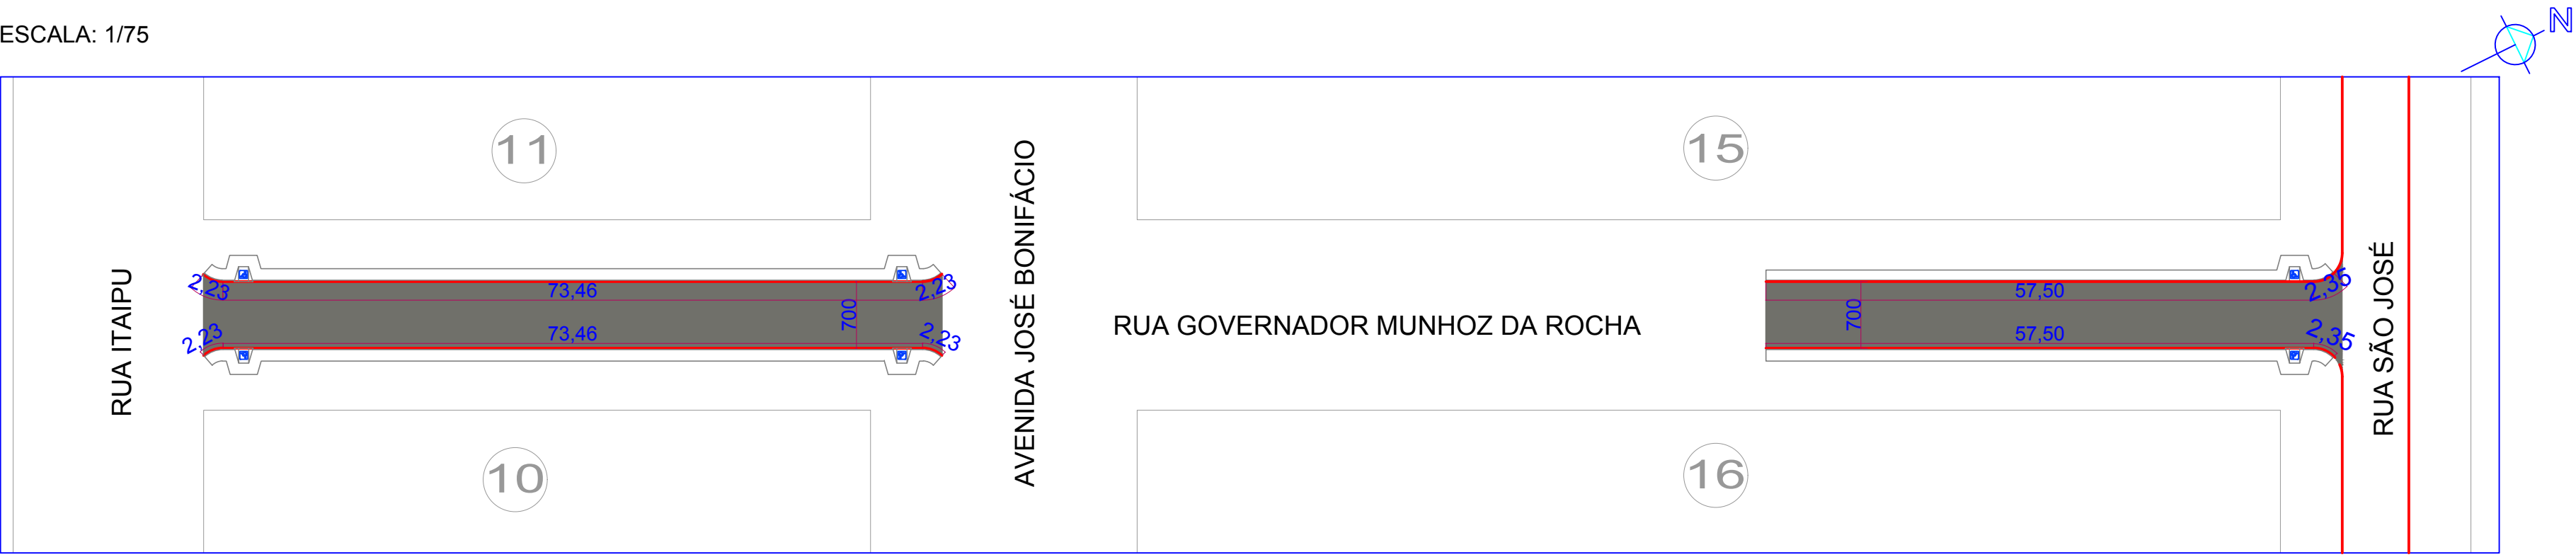 ESCALA: 1/75
N
11
15
2,23
73,46
2,23
700
2,23
73,46
2,23
RUA ITAIPU
AVENIDA JOSÉ BONIFÁCIO
RUA GOVERNADOR MUNHOZ DA ROCHA
57,50
2,35
700
57,50
2,35
RUA SÃO JOSÉ
10
16